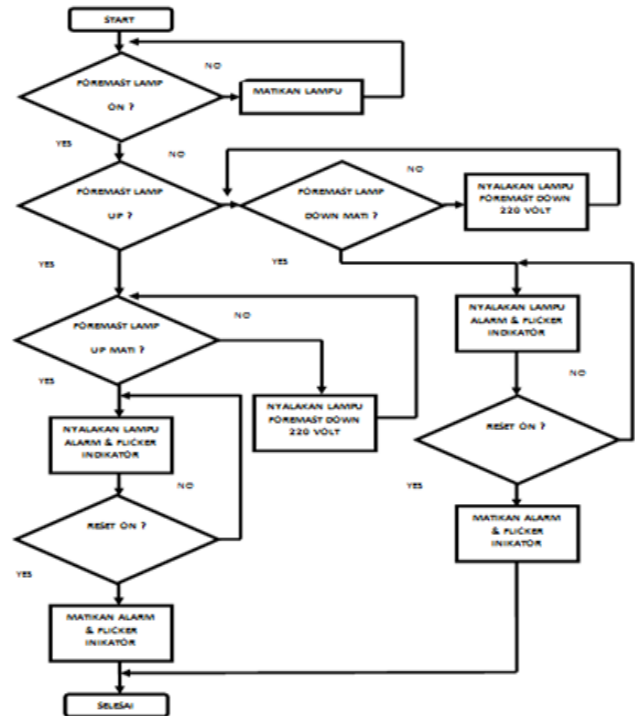 START
FOREMAST LAMP
ON ?
NO
MATIKAN LAMPU
YES
NO
FOREMAST LAMP
UP ?
FOREMAST LAMP
DOWN MATI ?
NO
NYALAKAN LAMPU
FOREMAST DOWN
220 VOLT
YES
YES
FOREMAST LAMP
UP MATI ?
NO
NYALAKAN LAMPU
ALARM & FLICKER
INDIKATOR
NO
YES
NYALAKAN LAMPU
FOREMAST DOWN
220 VOLT
NYALAKAN LAMPU
ALARM & FLICKER
INDIKATOR
NO
RESET ON ?
YES
RESET ON ?
YES
MATIKAN ALARM
& FLICKER
INIKATOR
MATIKAN ALARM
& FLICKER
INIKATOR
SELESAI